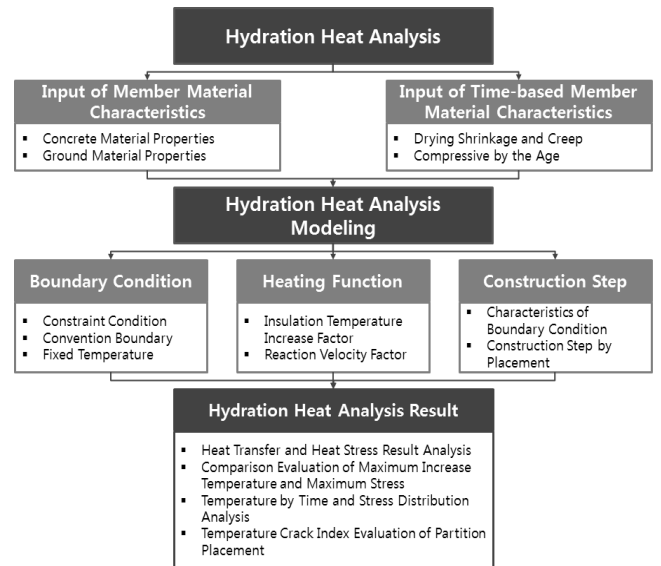 Hydration Heat Analysis
Input of Member Material
Characteristics
▪ Concrete Material Properties
▪ Ground Material Properties
Input of Time-based Member
Material Characteristics
▪ Drying Shrinkage and Creep
▪ Compressive by the Age
Hydration Heat Analysis
Modeling
Boundary Condition
▪ Constraint Condition
▪ Convention Boundary
▪ Fixed Temperature
Heating Function
▪ Insulation Temperature
Increase Factor
▪ Reaction Velocity Factor
Construction Step
▪ Characteristics of
Boundary Condition
▪ Construction Step by
Placement
Hydration Heat Analysis Result
▪ Heat Transfer and Heat Stress Result Analysis
▪ Comparison Evaluation of Maximum Increase
Temperature and Maximum Stress
▪ Temperature by Time and Stress Distribution
Analysis
▪ Temperature Crack Index Evaluation of Partition
Placement